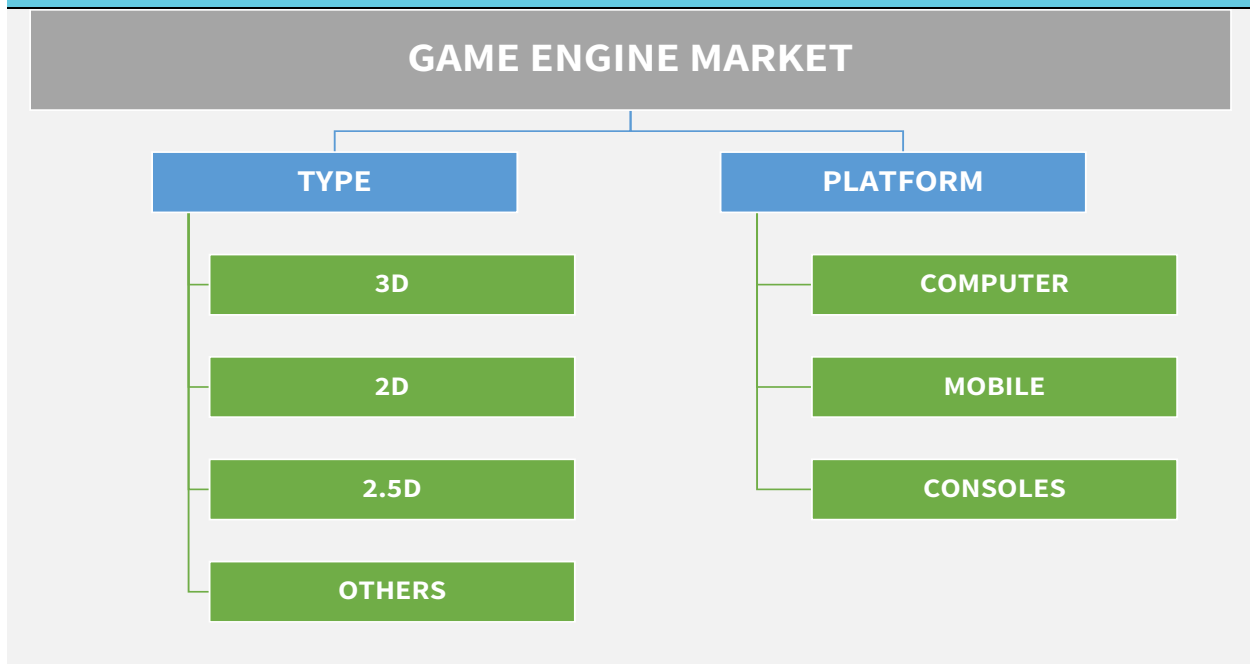 GAME ENGINE MARKET
TYPE
3D
2D
2.5D
OTHERS
PLATFORM
COMPUTER
MOBILE
CONSOLES